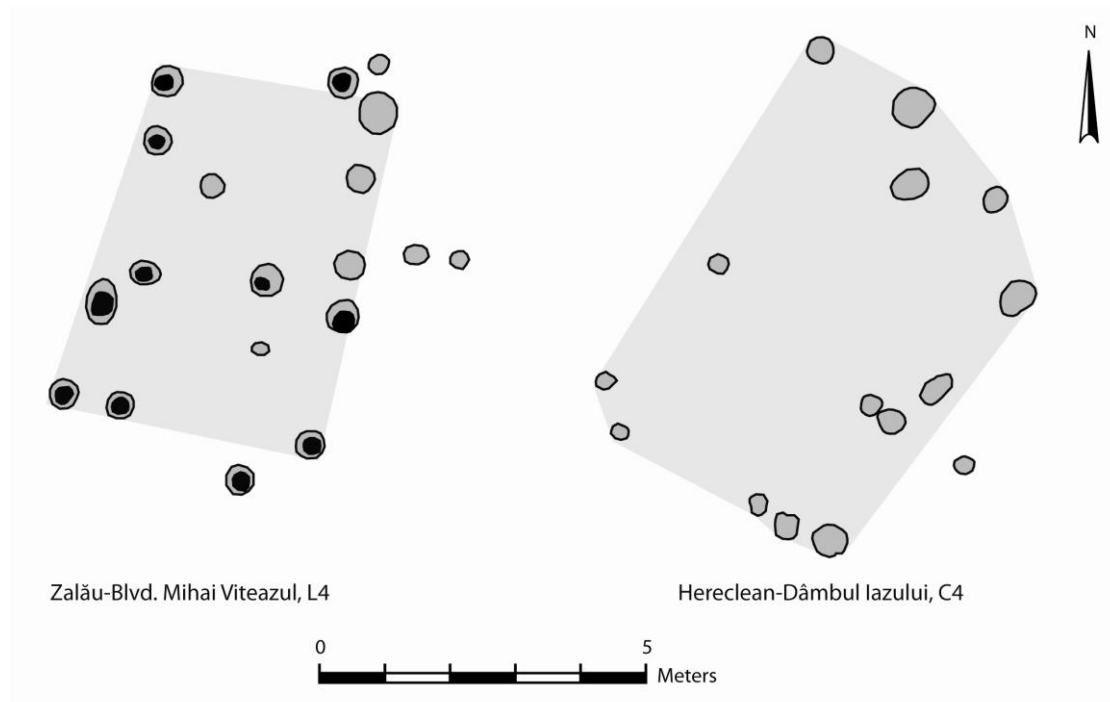 N
Zalău-Blvd. Mihai Viteazul, L4
Hereclean-Dâmbul Iazului, C4
0 5
Meters